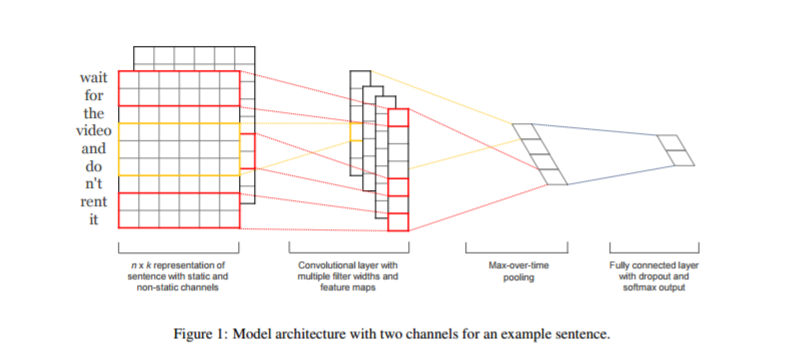 wait
for
the
video
and
do
n't
rent
it
n x k representation of
sentence with static and
non-static channels
Convolutional layer with
multiple filter widths and
feature maps
Max-over-time
pooling
Fully connected layer
with dropout and
softmax output
Figure 1: Model architecture with two channels for an example sentence.